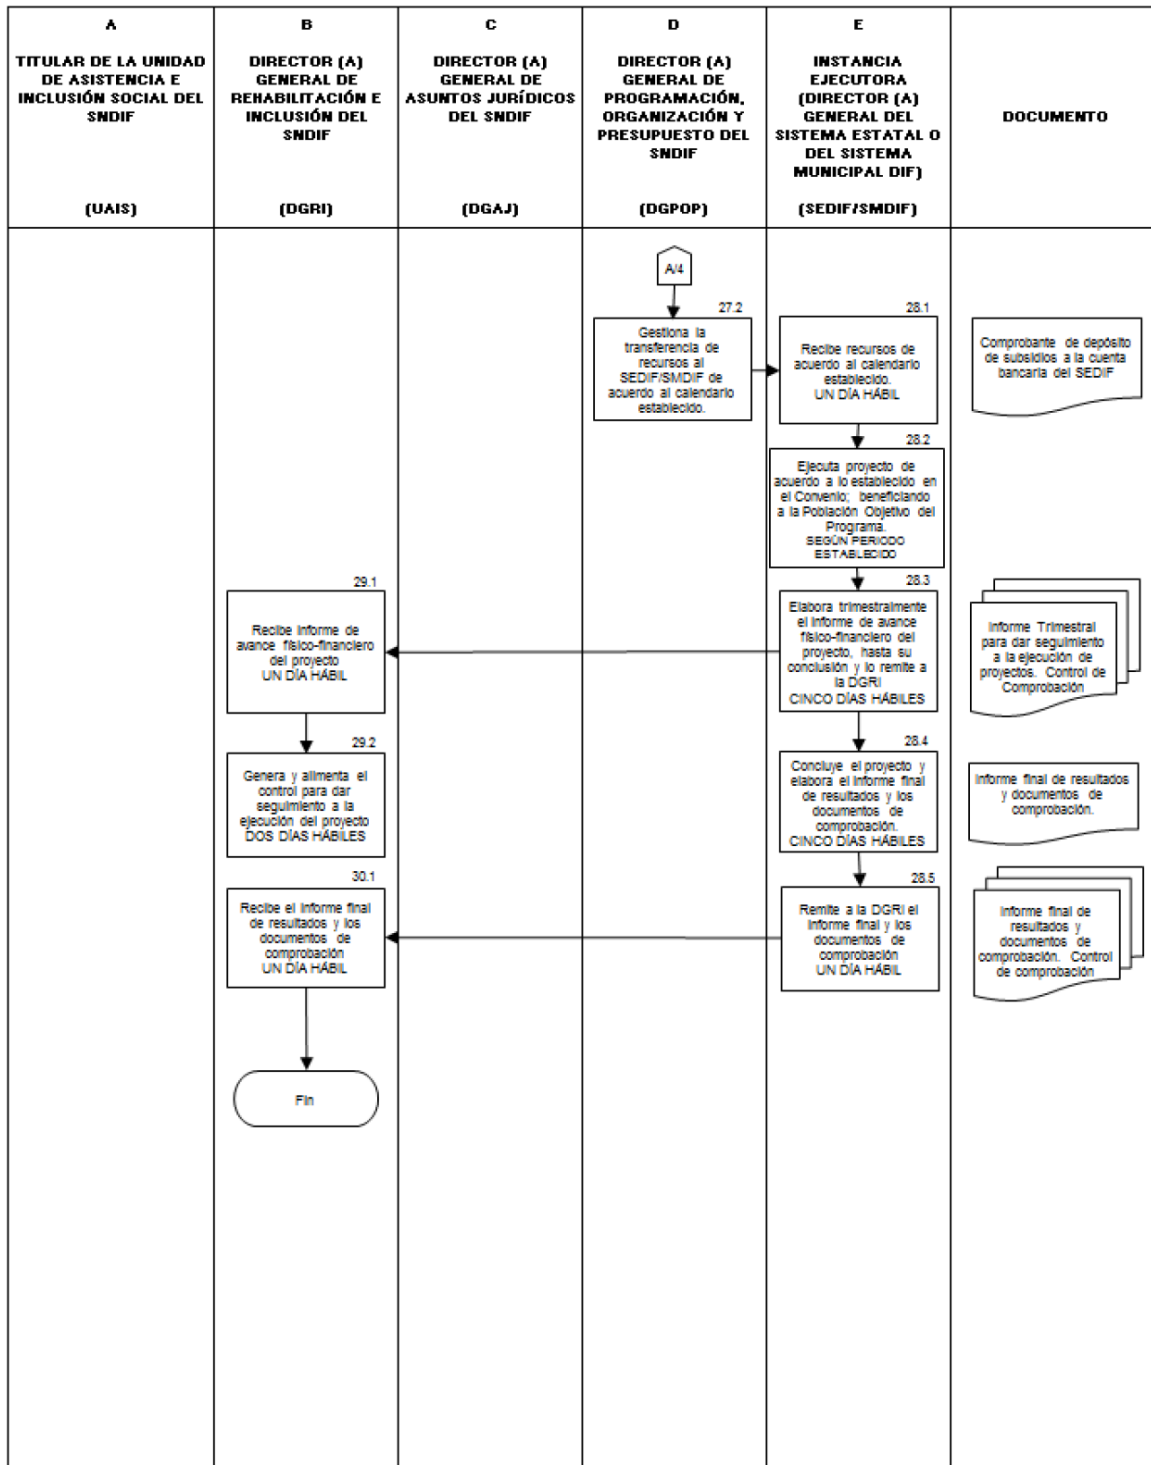 A
TITULAR DE LA UNIDAD
DE ASISTENCIA E
INCLUSIÓN SOCIAL DEL
SNDIF
(UAIS)
B
DIRECTOR (A)
GENERAL DE
REHABILITACIÓN E
INCLUSIÓN DEL
SNDIF
(DGRI)
C
DIRECTOR (A)
GENERAL DE
ASUNTOS JURÍDICOS
DEL SNDIF
(DGAJ)
D
DIRECTOR (A)
GENERAL DE
PROGRAMACIÓN,
ORGANIZACIÓN Y
PRESUPUESTO DEL
SNDIF
(DGPOP)
E
INSTANCIA
EJECUTORA
(DIRECTOR (A)
GENERAL DEL
SISTEMA ESTATAL O
DEL SISTEMA
MUNICIPAL DIF)
(SEDIF/SMDIF)
DOCUMENTO
A/4
27.2
Gestiona la
transferencia de
recursos al
SEDIF/SMDIF de
acuerdo al calendario
establecido.
28.1
Recibe recursos de
acuerdo al calendario
establecido.
UN DÍA HÁBIL
Comprobante de depósito
de subsidios a la cuenta
bancaria del SEDIF
28.2
Ejecuta proyecto de
acuerdo a lo establecido en
el Convenio; beneficiando
a la Población Objetivo del
Programa.
SEGÚN PERIODO
ESTABLECIDO
28.3
Elabora trimestralmente
el informe de avance
físico-financiero del
proyecto, hasta su
conclusión y lo remite a
la DGRI
CINCO DÍAS HÁBILES
Informe Trimestral
para dar seguimiento
a la ejecución de
proyectos. Control de
Comprobación
29.1
Recibe informe de
avance físico-financiero
del proyecto
UN DÍA HÁBIL
29.2
Genera y alimenta el
control para dar
seguimiento a la
ejecución del proyecto
DOS DÍAS HÁBILES
28.4
Concluye el proyecto y
elabora el informe final
de resultados y los
documentos de
comprobación.
CINCO DÍAS HÁBILES
Informe final de resultados
y documentos de
comprobación.
30.1
Recibe el informe final
de resultados y los
documentos de
comprobación
UN DÍA HÁBIL
28.5
Remite a la DGRI el
informe final y los
documentos de
comprobación
UN DÍA HÁBIL
Informe final de
resultados y
documentos de
comprobación. Control
de comprobación
Fin